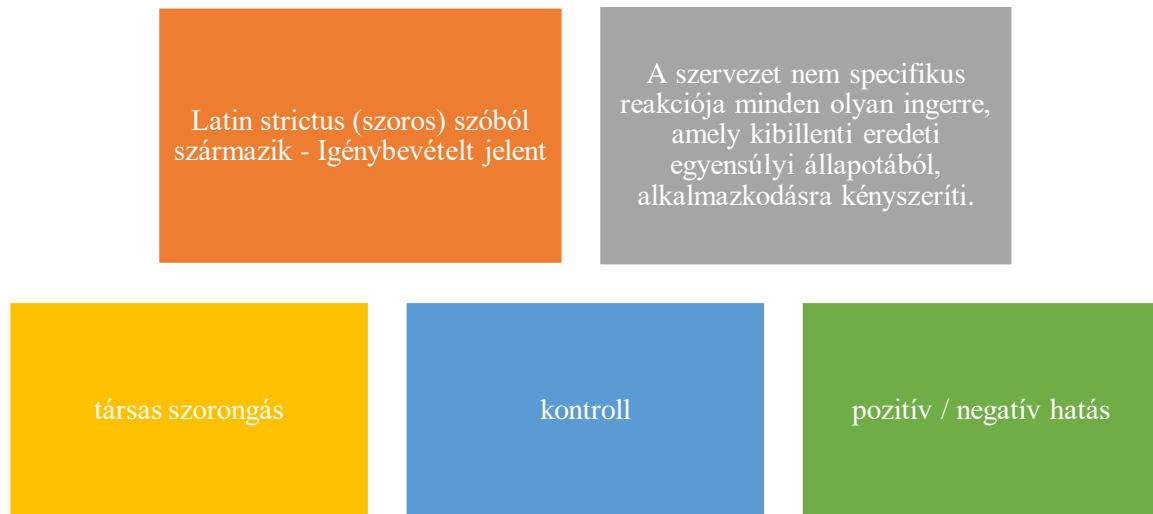 Latin strictus (szoros) szóból
származik - Igénybevételt jelent
A szervezet nem specifikus
reakciója minden olyan ingerre,
amely kibillenti eredeti
egyensúlyi állapotából,
alkalmazkodásra kényszeríti.
társas szorongás
kontroll
pozitív / negatív hatás